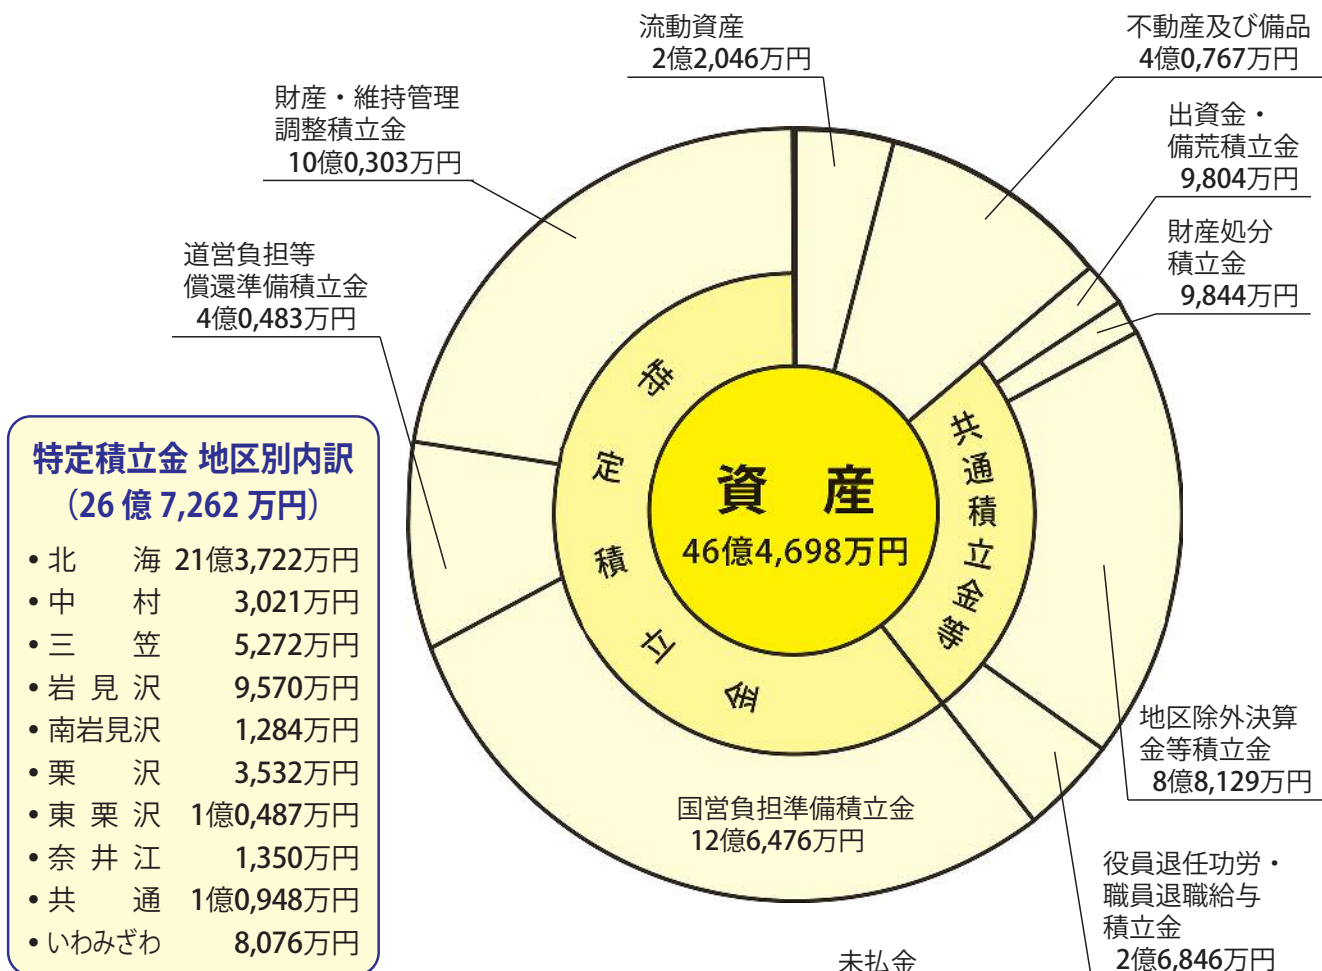 流動資産
2億2,046万円
不動産及び備品
4億0,767万円
財産・維持管理
調整積立金
10億0,303万円
出資金・
備荒積立金
9,804万円
財産処分
積立金
9,844万円
道営負担等
償還準備積立金
4億0,483万円
特定積立金
共通積立金等
資 産
46億4,698万円
特定積立金 地区別内訳
（26億7,262万円）
• 北 海 21億3,722万円
• 中 村 3,021万円
• 三 笠 5,272万円
• 岩見沢 9,570万円
• 南岩見沢 1,284万円
• 栗 沢 3,532万円
• 東栗沢 1億0,487万円
• 奈井江 1,350万円
• 共 通 1億0,948万円
• いわみざわ 8,076万円
地区除外決算
金等積立金
8億8,129万円
国営負担準備積立金
12億6,476万円
役員退任功労・
職員退職給与
積立金
2億6,846万円
未払金